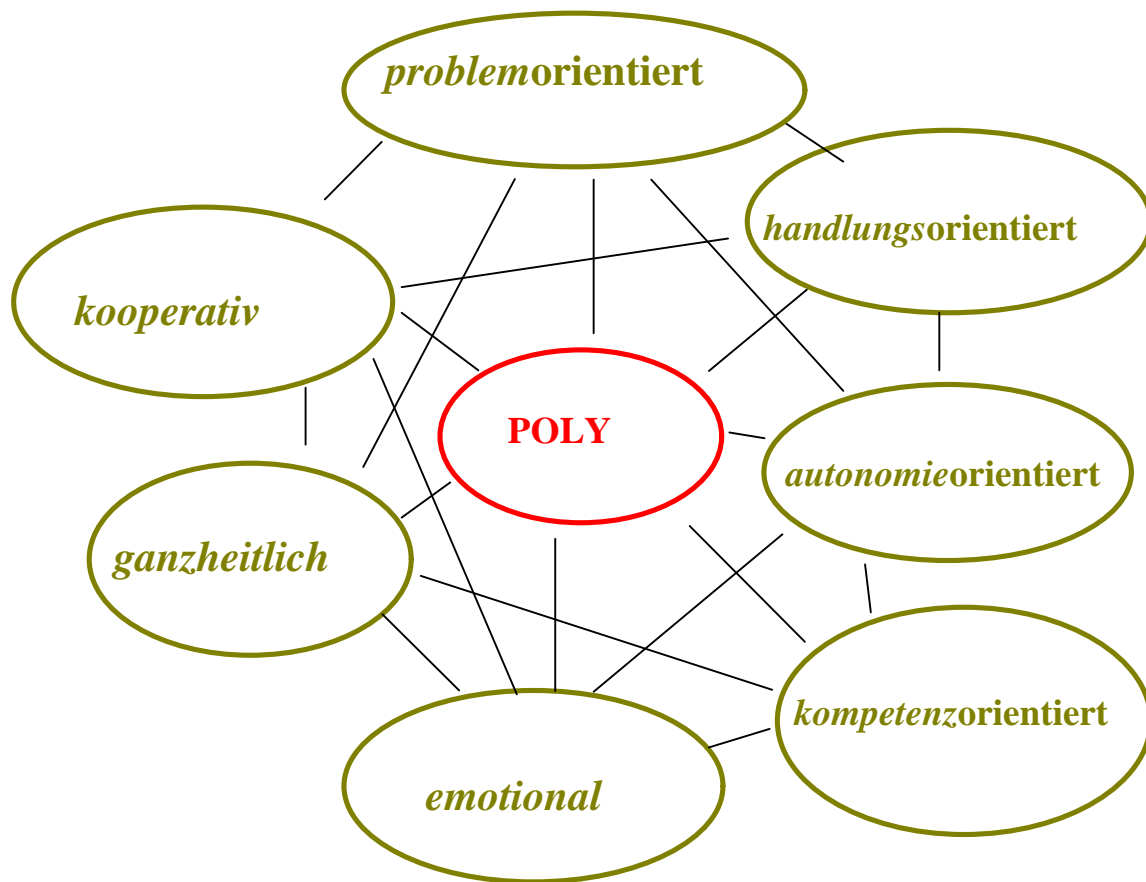 problemorientiert
handlungsorientiert
kooperativ
POLY
autonomieorientiert
ganzheitlich
kompetenzorientiert
emotional